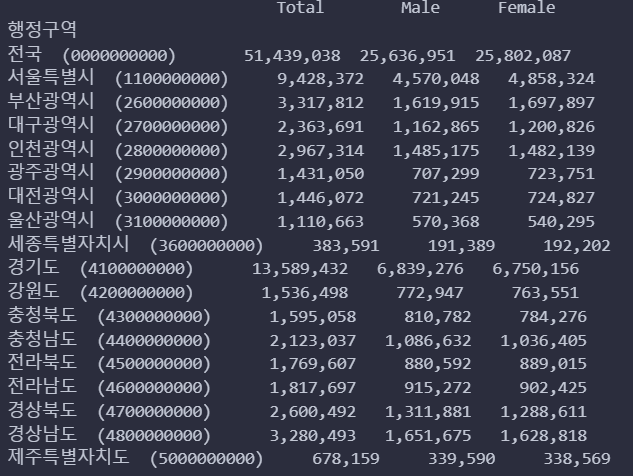 Total Male Female
행정구역
전국 (0000000000) 51,439,038 25,636,951 25,802,087
서울특별시 (1100000000) 9,428,372 4,570,048 4,858,324
부산광역시 (2600000000) 3,317,812 1,619,915 1,697,897
대구광역시 (2700000000) 2,363,691 1,162,865 1,200,826
인천광역시 (2800000000) 2,967,314 1,485,175 1,482,139
광주광역시 (2900000000) 1,431,050 707,299 723,751
대전광역시 (3000000000) 1,446,072 721,245 724,827
울산광역시 (3100000000) 1,110,663 570,368 540,295
세종특별자치시 (3600000000) 383,591 191,389 192,202
경기도 (4100000000) 13,589,432 6,839,276 6,750,156
강원도 (4200000000) 1,536,498 772,947 763,551
충청북도 (4300000000) 1,595,058 810,782 784,276
충청남도 (4400000000) 2,123,037 1,086,632 1,036,405
전라북도 (4500000000) 1,769,607 880,592 889,015
전라남도 (4600000000) 1,817,697 915,272 902,425
경상북도 (4700000000) 2,600,492 1,311,881 1,288,611
경상남도 (4800000000) 3,280,493 1,651,675 1,628,818
제주특별자치도 (5000000000) 678,159 339,590 338,569